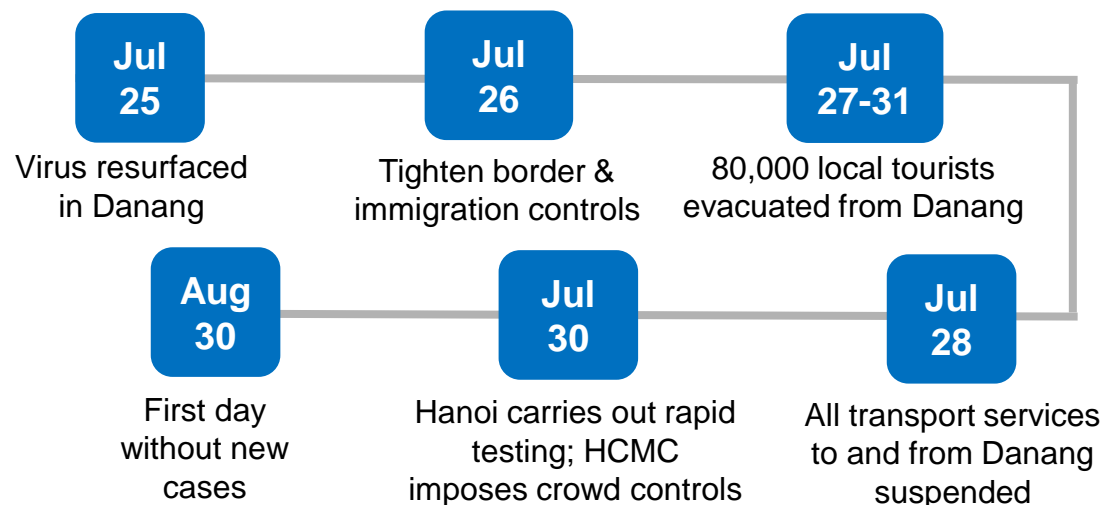 Jul
25
Virus resurfaced
in Danang
Jul
26
Tighten border &
immigration controls
Jul
27-31
80,000 local tourists
evacuated from Danang
Jul
28
All transport services
to and from Danang
suspended
Jul
30
Hanoi carries out rapid
testing; HCMC
imposes crowd controls
Aug
30
First day
without new
cases